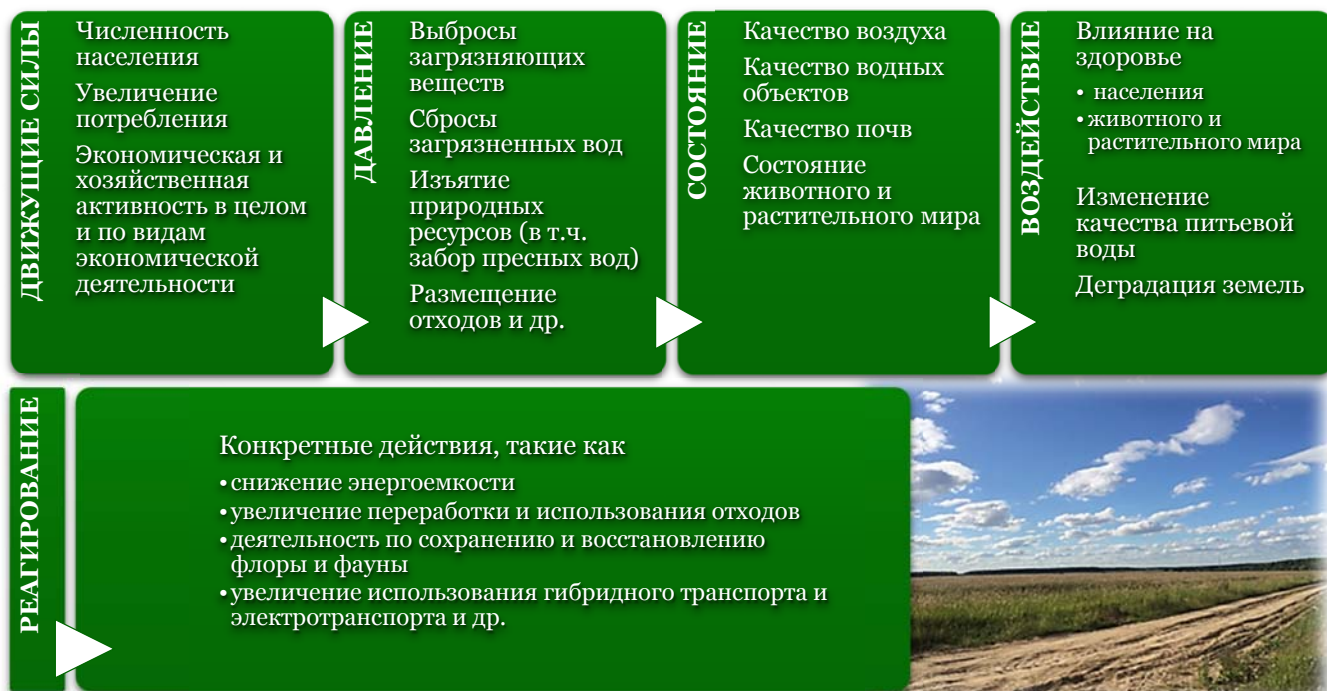 ДВИЖУЩИЕ СИЛЫ
Численность
населения
Увеличение
потребления
Экономическая и
хозяйственная
активность в целом
и по видам
экономической
деятельности
ДАВЛЕНИЕ
Выбросы
загрязняющих
веществ
Сбросы
загрязненных вод
Изъятие
природных
ресурсов (в т.ч.
забор пресных вод)
Размещение
отходов и др.
СОСТОЯНИЕ
Качество воздуха
Качество водных
объектов
Качество почв
Состояние
животного и
растительного мира
ВОЗДЕЙСТВИЕ
Влияние на
здоровье
• населения
• животного и
растительного мира
Изменение
качества питьевой
воды
Деградация земель
РЕАГИРОВАНИЕ
Конкретные действия, такие как
• снижение энергоемкости
• увеличение переработки и использования отходов
• деятельность по сохранению и восстановлению
флоры и фауны
• увеличение использования гибридного транспорта и
электротранспорта и др.